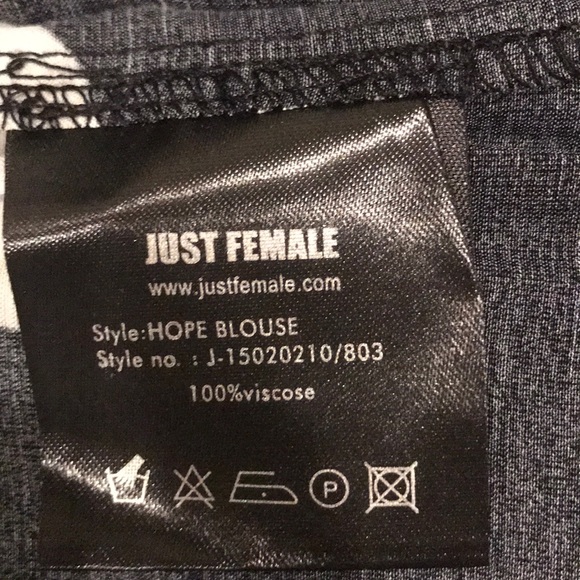 JUST FEMALE
www.justfemale.com
Style:HOPE BLOUSE
Style no. : J-15020210/803
100%viscose
P